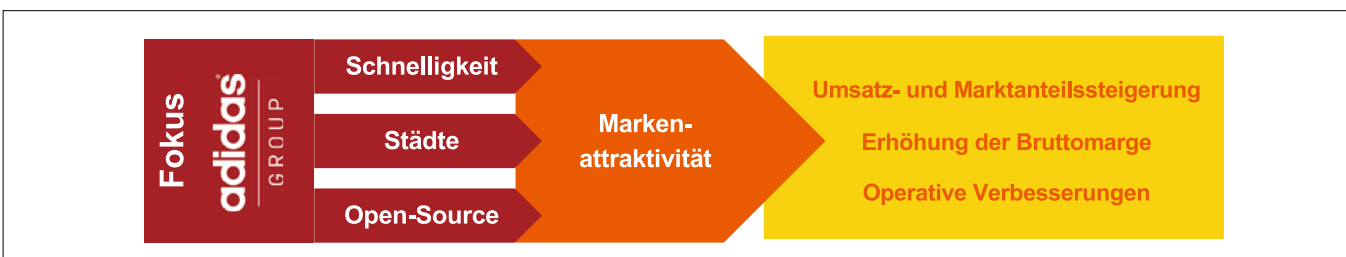 Fokus
adidas
GROUP
Schnelligkeit
Städte
Open-Source
Marken-
attraktivität
Umsatz- und Marktanteilssteigerung
Erhöhung der Bruttomarge
Operative Verbesserungen